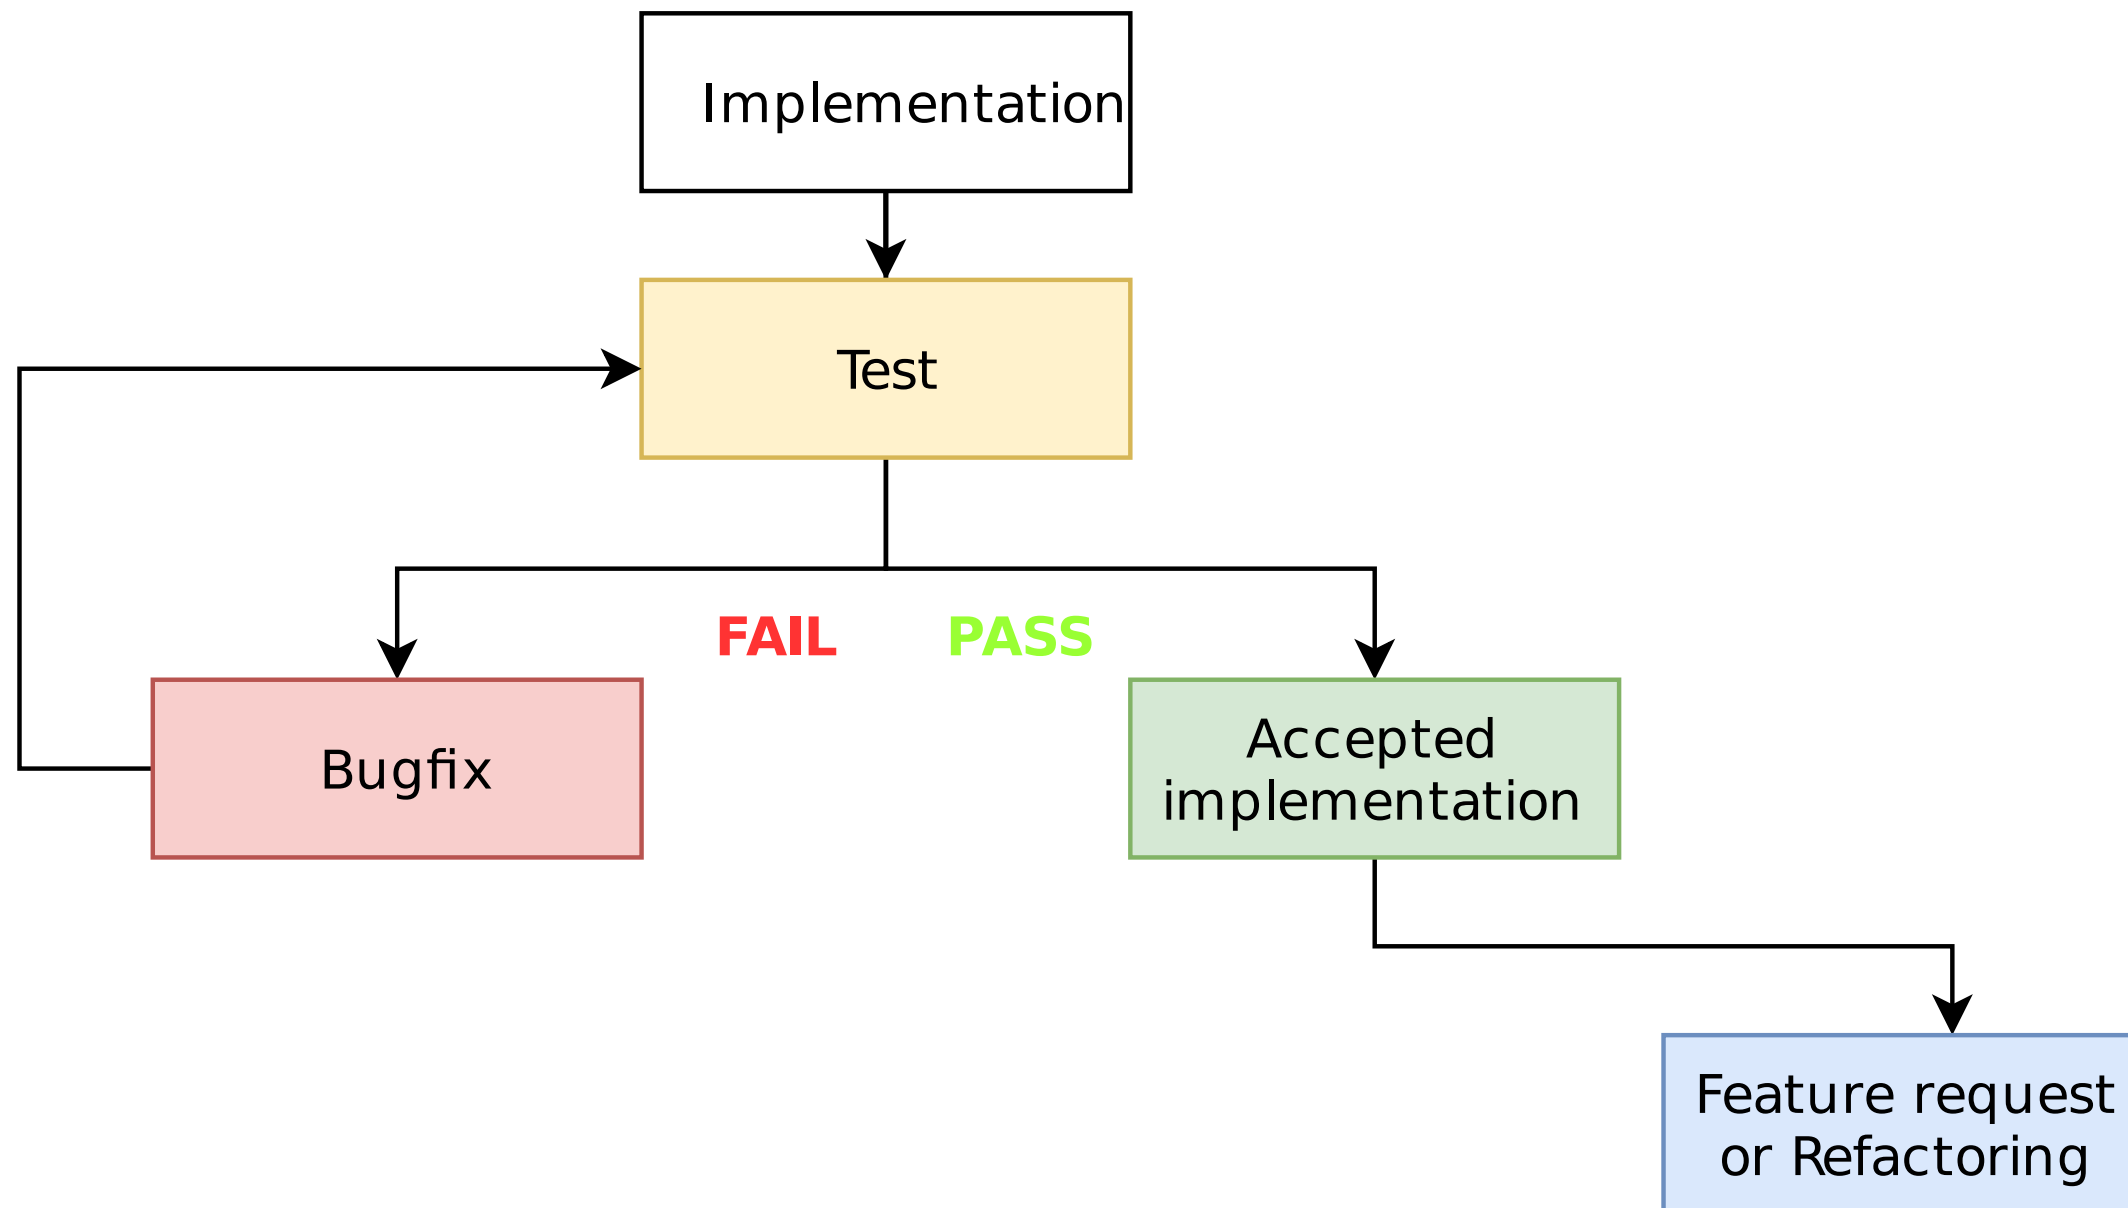 Implementation
Test
FAIL
PASS
Bugfix
Accepted
implementation
Feature request
or Refactoring